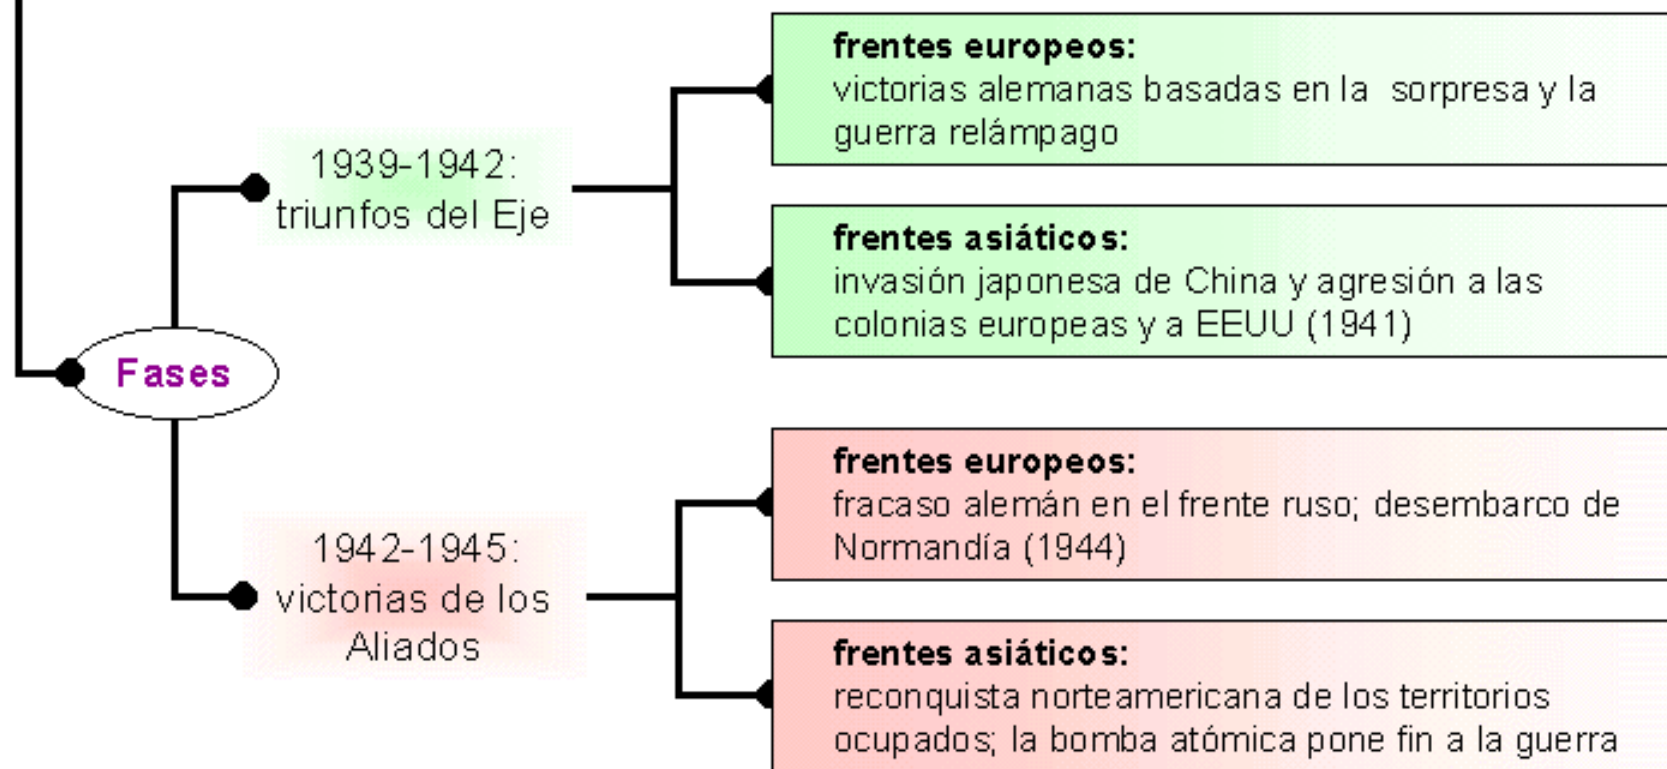 Fases
1939-1942:
triunfos del Eje
frentes europeos:
victorias alemanas basadas en la sorpresa y la
guerra relámpago
frentes asiáticos:
invasión japonesa de China y agresión a las
colonias europeas y a EEUU (1941)
1942-1945:
victorias de los
Aliados
frentes europeos:
fracaso alemán en el frente ruso; desembarco de
Normandía (1944)
frentes asiáticos:
reconquista norteamericana de los territorios
ocupados; la bomba atómica pone fin a la guerra